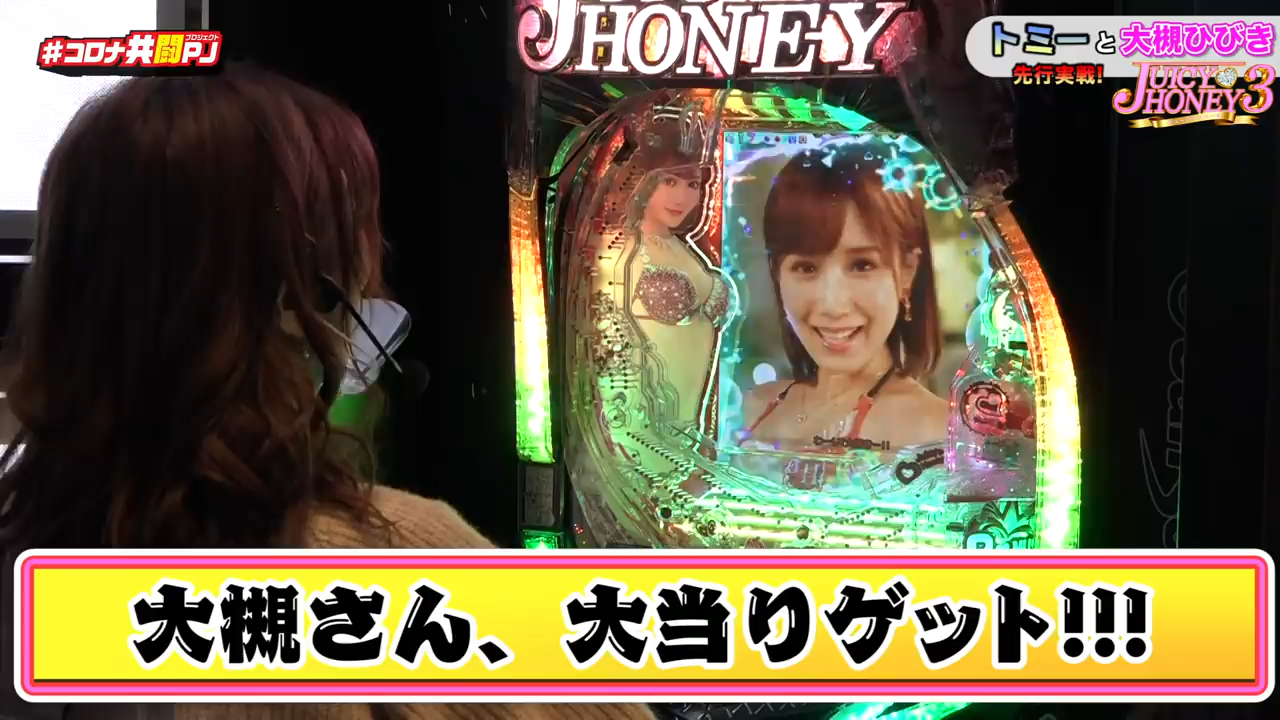 #コロナ共闘PJ
プロジェクト
JHONEY
トミーと大槻ひびき
先行実戦!
JUICY HONEY 3
大槻さん、大当りゲット!!!